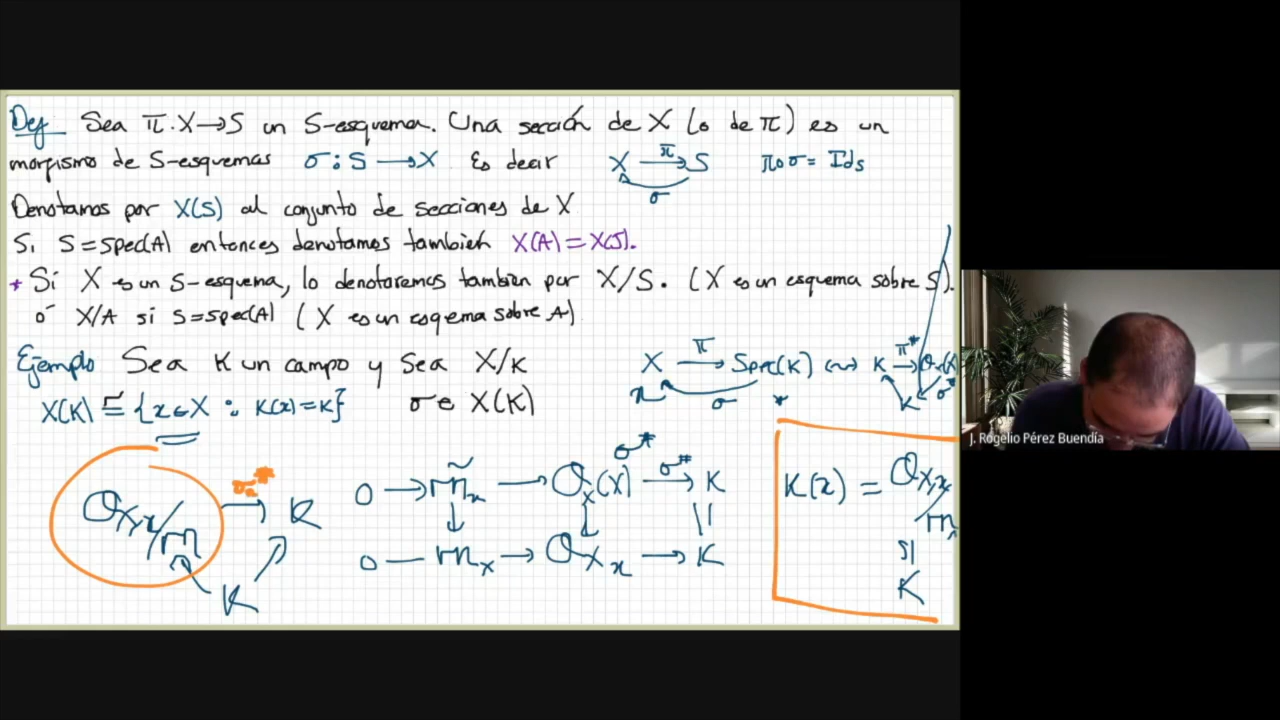 Def Sea π: X→S un S-esquema. Una sección de X (o de π) es un
morfismo de S-esquemas σ: S → X Es decir X —π→ S π∘σ = Id_S
σ
Denotamos por X(S) al conjunto de secciones de X
Si S = Spec(A) entonces denotamos también X(A) = X(S).
* Si X es un S-esquema, lo denotaremos también por X/S. (X es un esquema sobre S).
ó X/A si S = spec(A) (X es un esqema sobre A)
Ejemplo Sea K un campo y sea X/K X —π→ Spec(K) ⟿ K —π*→ O_X(X)
x σ * K σ*
X(K) = {x∈X : K(x) = K} σ ∈ X(K)
O_{X,x}/m —σ*→ K
K
0 → m̃_x → O_X(X) —σ^#→ K
σ*
0 — m_x → O_{X,x} → K
K(x) = O_{X,x}/m_x
K
J. Rogelio Pérez Buendía